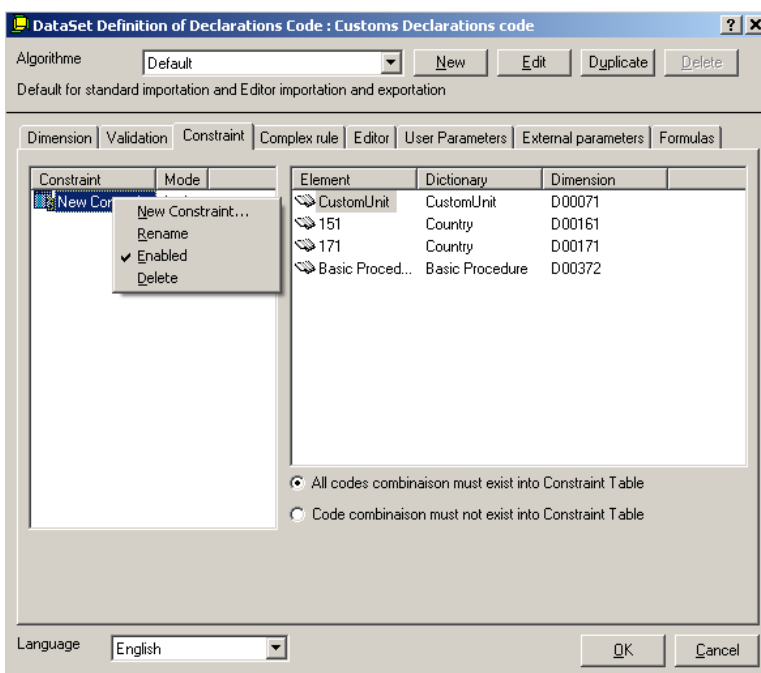 DataSet Definition of Declarations Code : Customs Declarations code
Algorithme Default New Edit Duplicate Delete
Default for standard importation and Editor importation and exportation
Dimension Validation Constraint Complex rule Editor User Parameters External parameters Formulas
Constraint Mode Element Dictionary Dimension
New Con CustomUnit CustomUnit D00071
New Constraint... 151 Country D00161
Rename 171 Country D00171
Enabled Basic Proced... Basic Procedure D00372
Delete
All codes combinaison must exist into Constraint Table
Code combinaison must not exist into Constraint Table
Language English OK Cancel